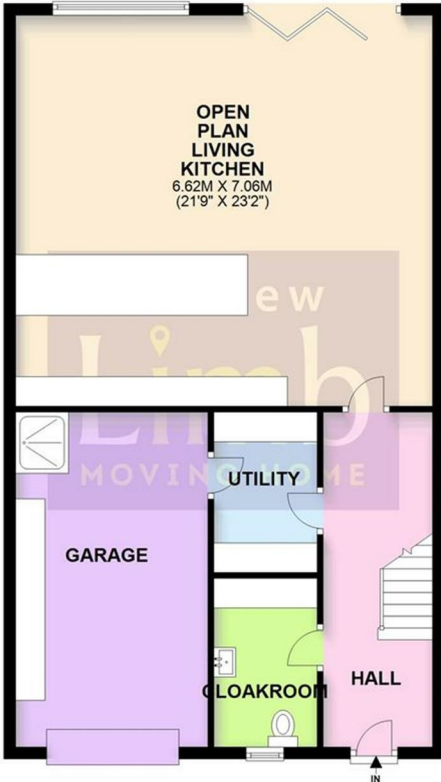 OPEN
PLAN
LIVING
KITCHEN
6.62M X 7.06M
(21'9" X 23'2")
ew
Limb
MOVING HOME
UTILITY
GARAGE
CLOAKROOM
HALL
IN